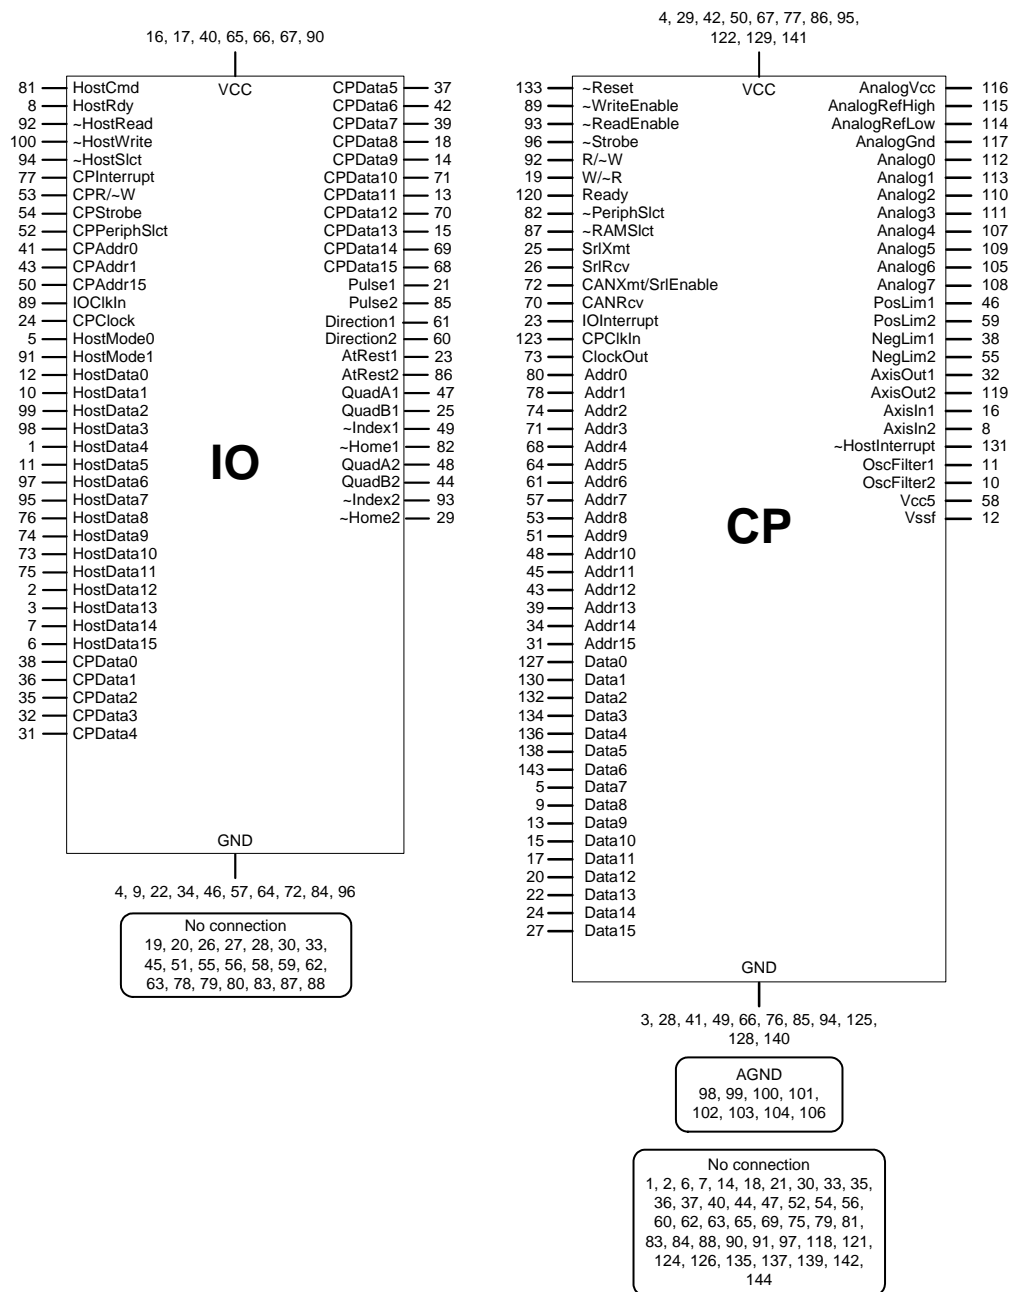 16, 17, 40, 65, 66, 67, 90
VCC
81 HostCmd
8 HostRdy
92 ~HostRead
100 ~HostWrite
94 ~HostSlct
77 CPInterrupt
53 CPR/~W
54 CPStrobe
52 CPPeriphSlct
41 CPAddr0
43 CPAddr1
50 CPAddr15
89 IOClkIn
24 CPClock
5 HostMode0
91 HostMode1
12 HostData0
10 HostData1
99 HostData2
98 HostData3
1 HostData4
11 HostData5
97 HostData6
95 HostData7
76 HostData8
74 HostData9
73 HostData10
75 HostData11
2 HostData12
3 HostData13
7 HostData14
6 HostData15
38 CPData0
36 CPData1
35 CPData2
32 CPData3
31 CPData4
IO
CPData5 37
CPData6 42
CPData7 39
CPData8 18
CPData9 14
CPData10 71
CPData11 13
CPData12 70
CPData13 15
CPData14 69
CPData15 68
Pulse1 21
Pulse2 85
Direction1 61
Direction2 60
AtRest1 23
AtRest2 86
QuadA1 47
QuadB1 25
~Index1 49
~Home1 82
QuadA2 48
QuadB2 44
~Index2 93
~Home2 29
GND
4, 9, 22, 34, 46, 57, 64, 72, 84, 96
No connection
19, 20, 26, 27, 28, 30, 33,
45, 51, 55, 56, 58, 59, 62,
63, 78, 79, 80, 83, 87, 88
4, 29, 42, 50, 67, 77, 86, 95,
122, 129, 141
VCC
133 ~Reset
89 ~WriteEnable
93 ~ReadEnable
96 ~Strobe
92 R/~W
19 W/~R
120 Ready
82 ~PeriphSlct
87 ~RAMSlct
25 SrlXmt
26 SrlRcv
72 CANXmt/SrlEnable
70 CANRcv
23 IOInterrupt
123 CPClkIn
73 ClockOut
80 Addr0
78 Addr1
74 Addr2
71 Addr3
68 Addr4
64 Addr5
61 Addr6
57 Addr7
53 Addr8
51 Addr9
48 Addr10
45 Addr11
43 Addr12
39 Addr13
34 Addr14
31 Addr15
127 Data0
130 Data1
132 Data2
134 Data3
136 Data4
138 Data5
143 Data6
5 Data7
9 Data8
13 Data9
15 Data10
17 Data11
20 Data12
22 Data13
24 Data14
27 Data15
CP
AnalogVcc 116
AnalogRefHigh 115
AnalogRefLow 114
AnalogGnd 117
Analog0 112
Analog1 113
Analog2 110
Analog3 111
Analog4 107
Analog5 109
Analog6 105
Analog7 108
PosLim1 46
PosLim2 59
NegLim1 38
NegLim2 55
AxisOut1 32
AxisOut2 119
AxisIn1 16
AxisIn2 8
~HostInterrupt 131
OscFilter1 11
OscFilter2 10
Vcc5 58
Vssf 12
GND
3, 28, 41, 49, 66, 76, 85, 94, 125,
128, 140
AGND
98, 99, 100, 101,
102, 103, 104, 106
No connection
1, 2, 6, 7, 14, 18, 21, 30, 33, 35,
36, 37, 40, 44, 47, 52, 54, 56,
60, 62, 63, 65, 69, 75, 79, 81,
83, 84, 88, 90, 91, 97, 118, 121,
124, 126, 135, 137, 139, 142,
144